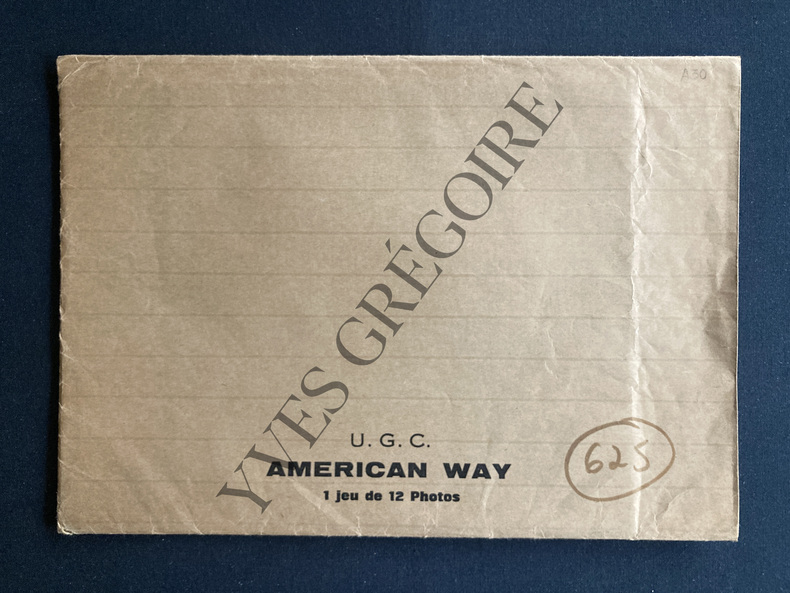 A30
YVES GRÉGOIRE
U. G. C.
AMERICAN WAY
1 jeu de 12 Photos
625